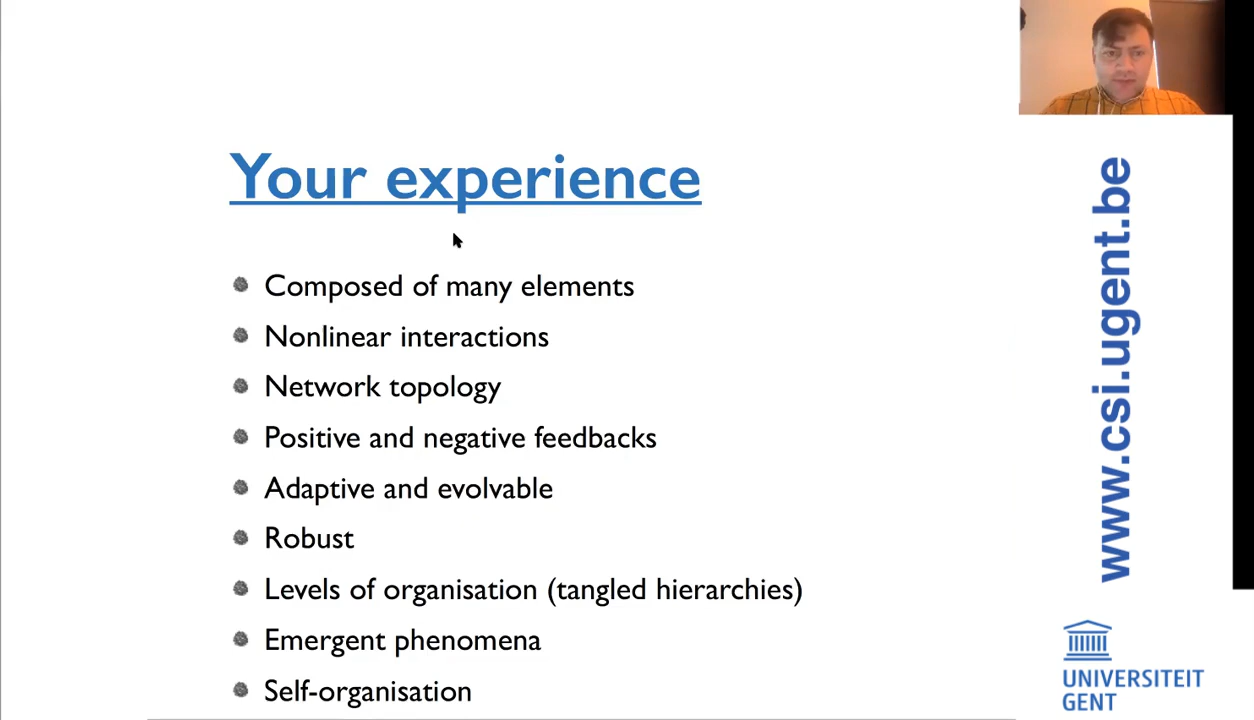 Your experience
Composed of many elements
Nonlinear interactions
Network topology
Positive and negative feedbacks
Adaptive and evolvable
Robust
Levels of organisation (tangled hierarchies)
Emergent phenomena
Self-organisation
www.csi.ugent.be
UNIVERSITEIT
GENT